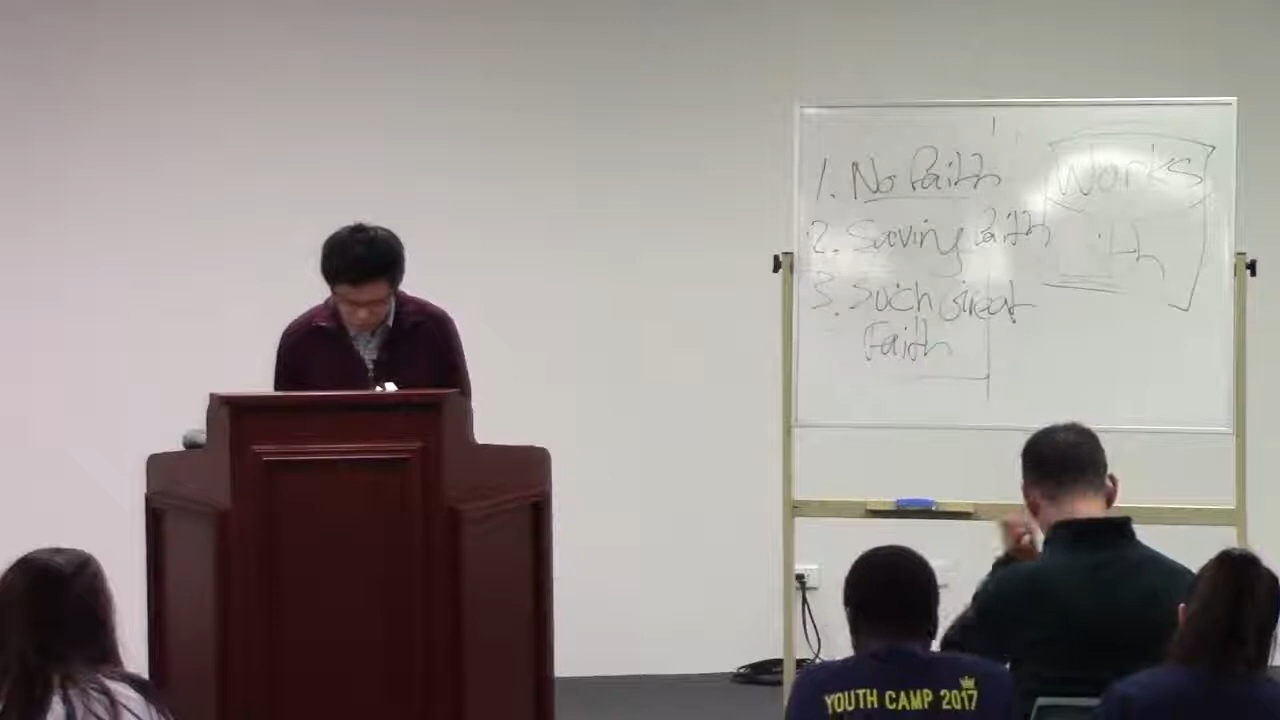 1. No Faith
2. Saving Faith
3. Such Great
Faith
Works
YOUTH CAMP 2017